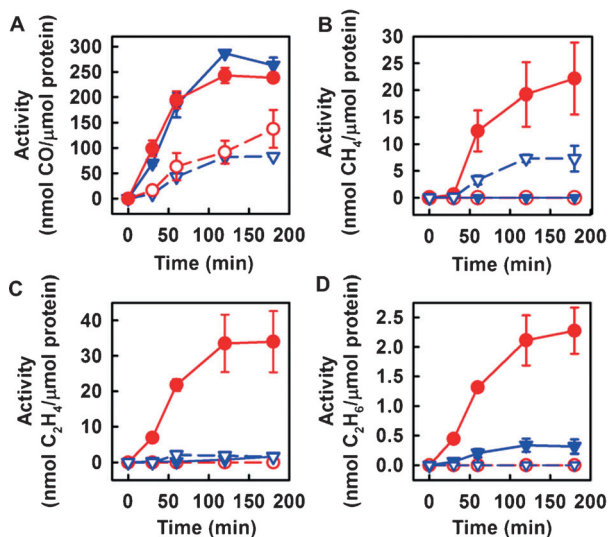 A
Activity
(nmol CO/μmol protein)
300
250
200
150
100
50
0
0 50 100 150 200
Time (min)
B
Activity
(nmol CH₄/μmol protein)
30
25
20
15
10
5
0
0 50 100 150 200
Time (min)
C
Activity
(nmol C₂H₄/μmol protein)
40
30
20
10
0
0 50 100 150 200
Time (min)
D
Activity
(nmol C₂H₆/μmol protein)
2.5
2.0
1.5
1.0
0.5
0.0
0 50 100 150 200
Time (min)